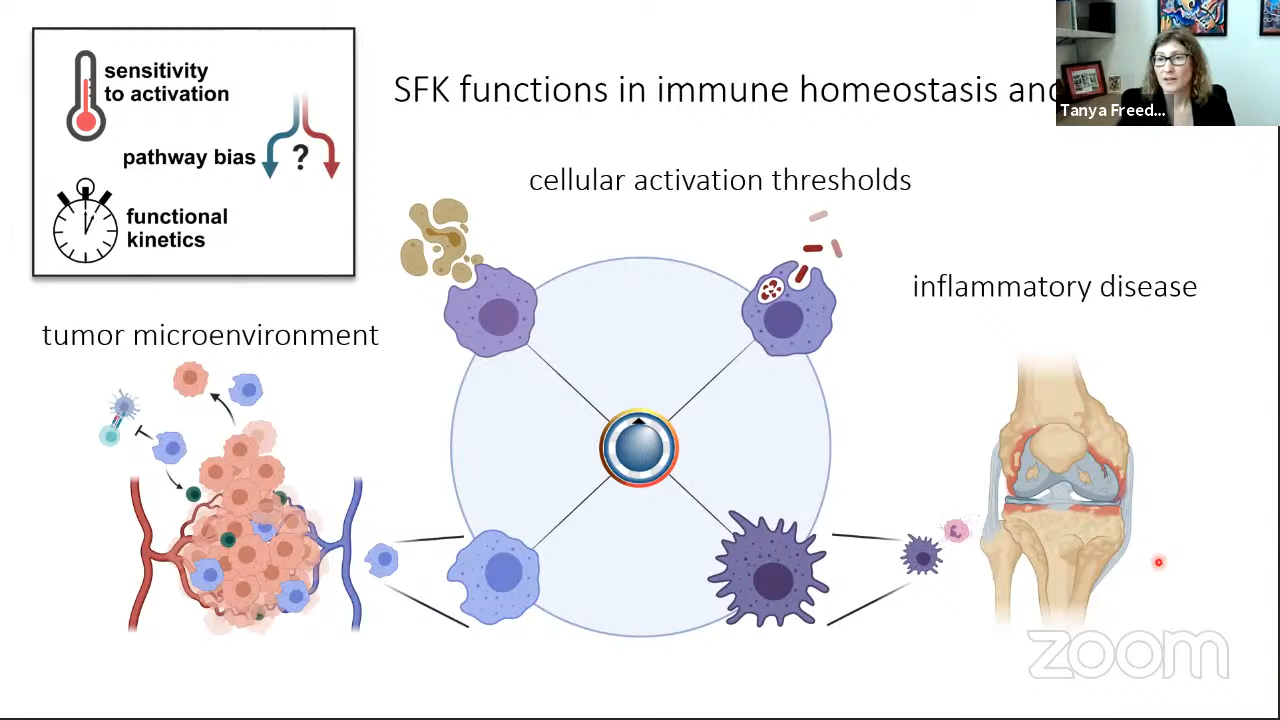 sensitivity
to activation
pathway bias
?
functional
kinetics
SFK functions in immune homeostasis and
Tanya Freed...
cellular activation thresholds
inflammatory disease
tumor microenvironment
zoom